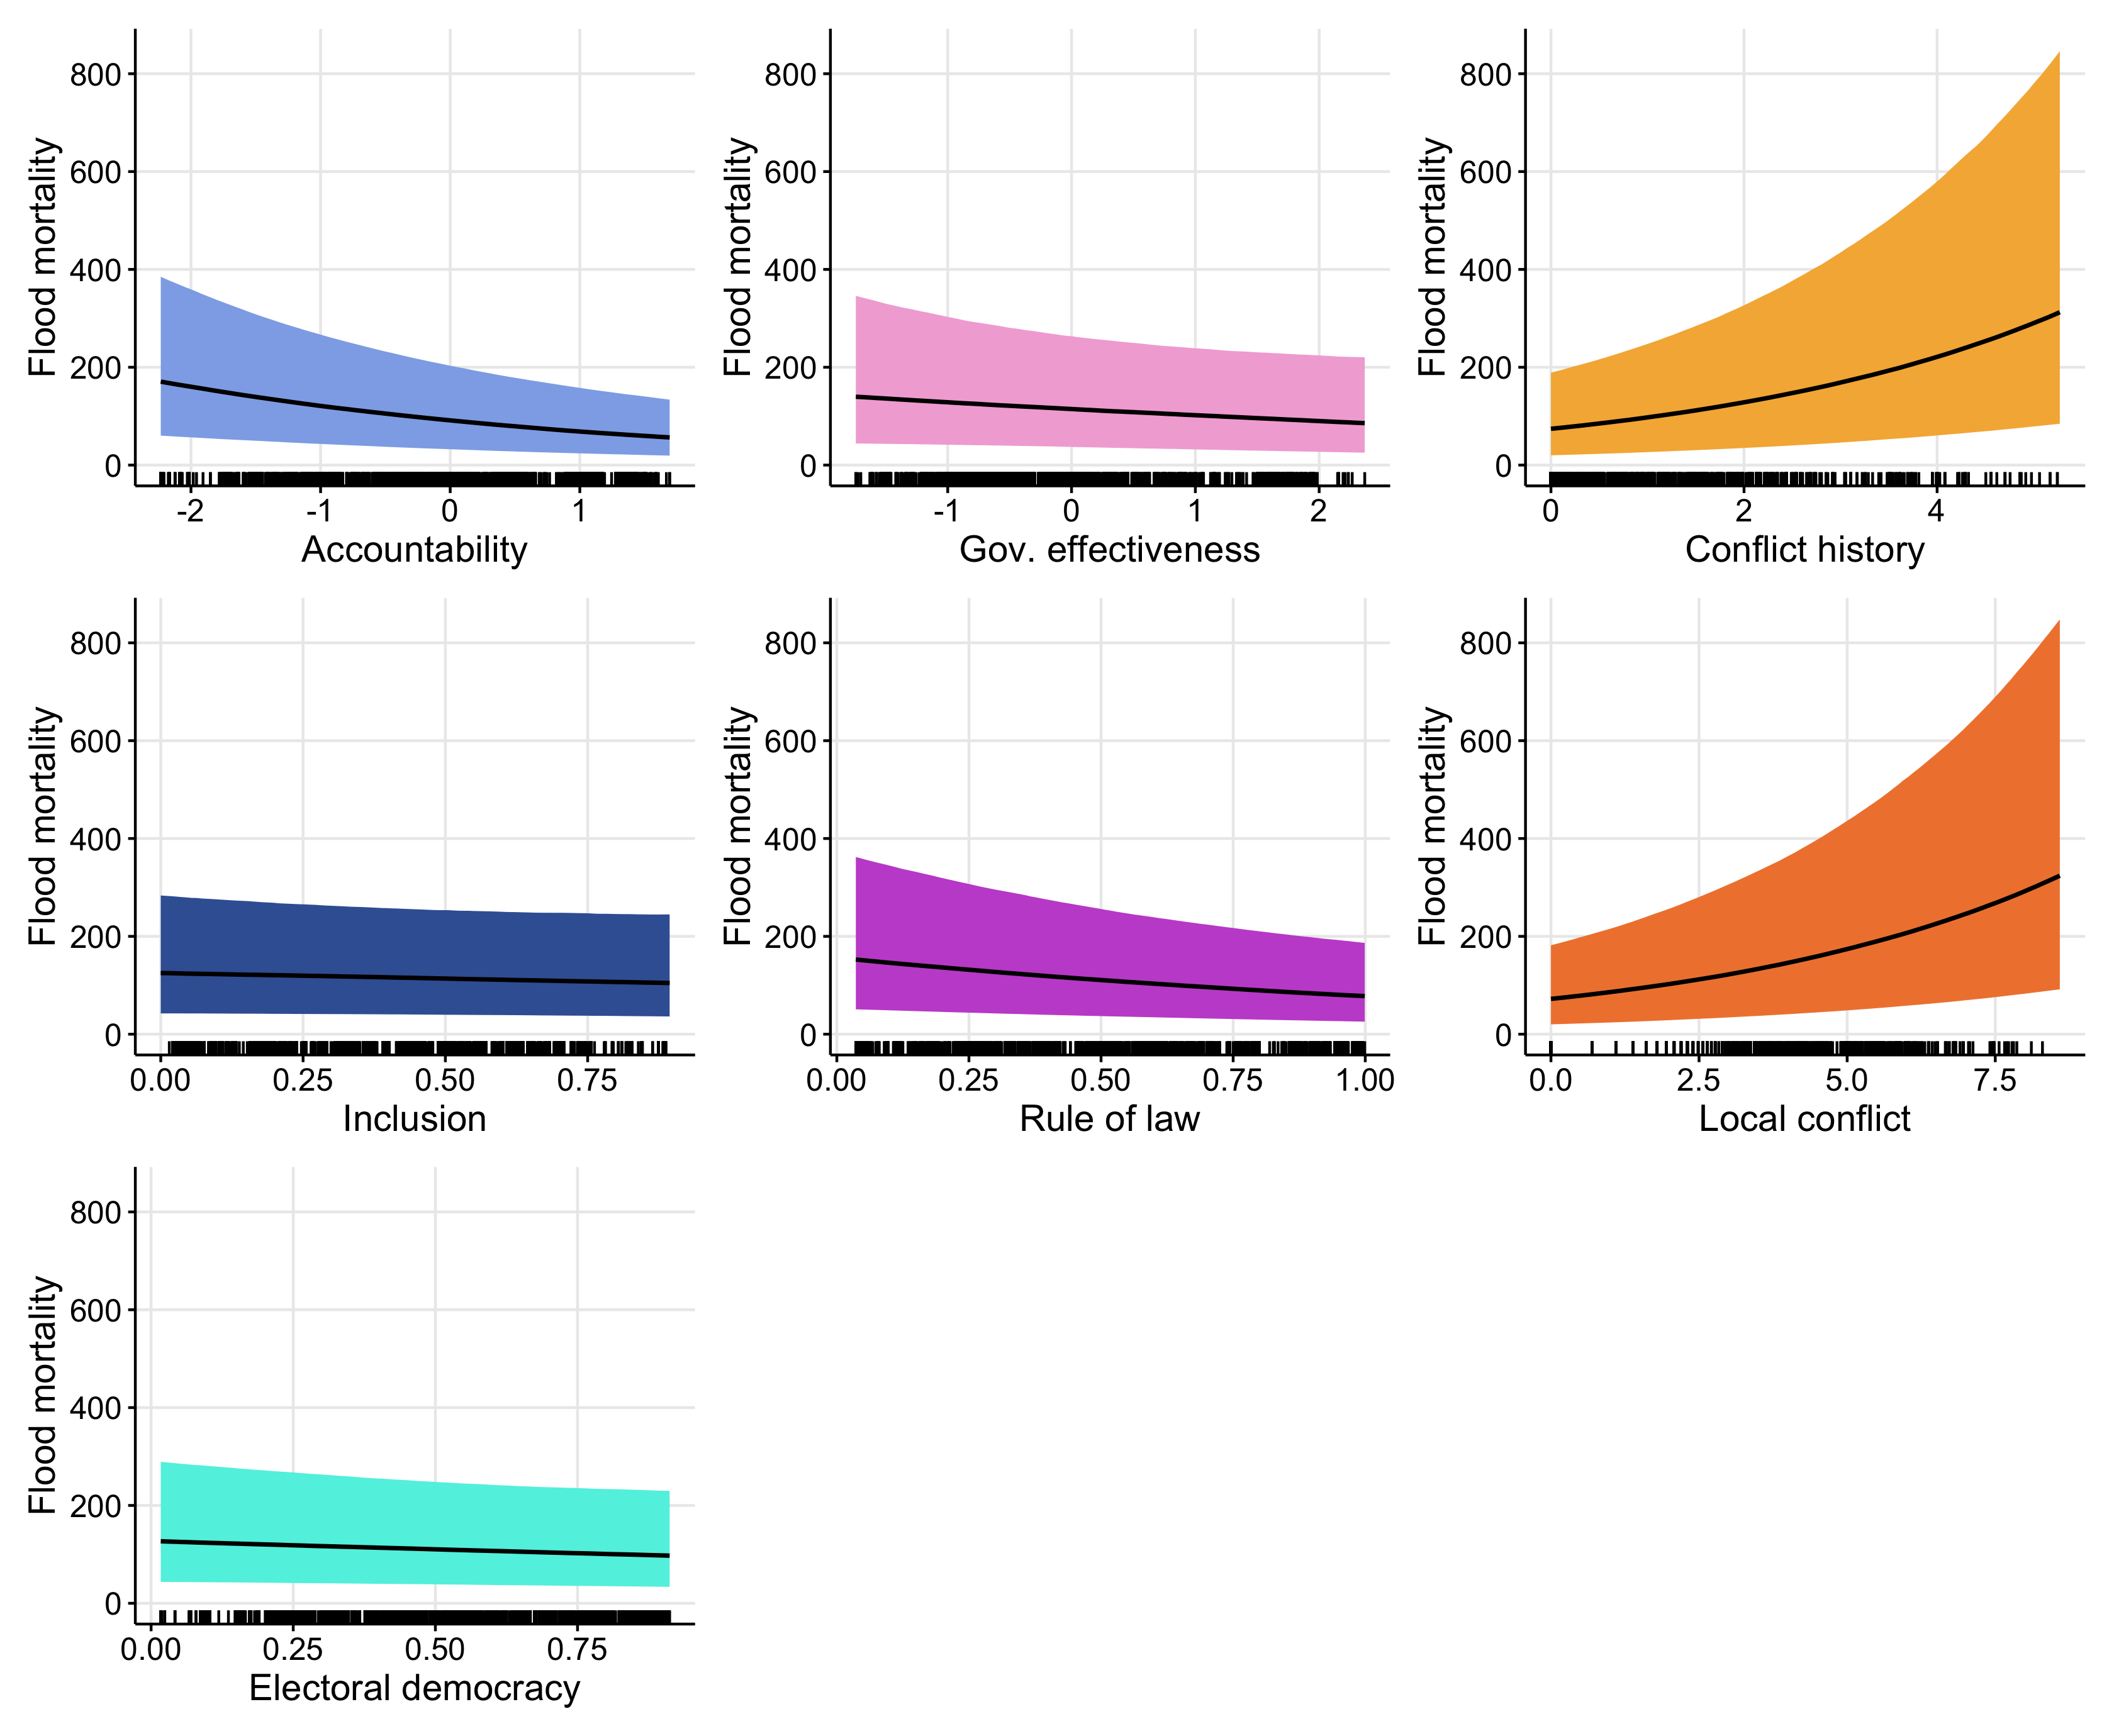 Flood mortality
800
600
400
200
0
-2 -1 0 1
Accountability
Flood mortality
800
600
400
200
0
-1 0 1 2
Gov. effectiveness
Flood mortality
800
600
400
200
0
0 2 4
Conflict history
Flood mortality
800
600
400
200
0
0.00 0.25 0.50 0.75
Inclusion
Flood mortality
800
600
400
200
0
0.00 0.25 0.50 0.75 1.00
Rule of law
Flood mortality
800
600
400
200
0
0.0 2.5 5.0 7.5
Local conflict
Flood mortality
800
600
400
200
0
0.00 0.25 0.50 0.75
Electoral democracy